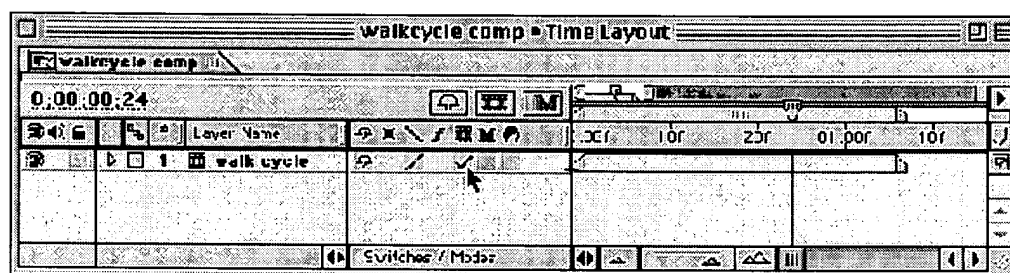 walkcycle comp • Time Layout
walkcycle comp
0;00;00;24
Layer Name
10f 20f 01:00f 10f
1 walk cycle
Switches / Modes